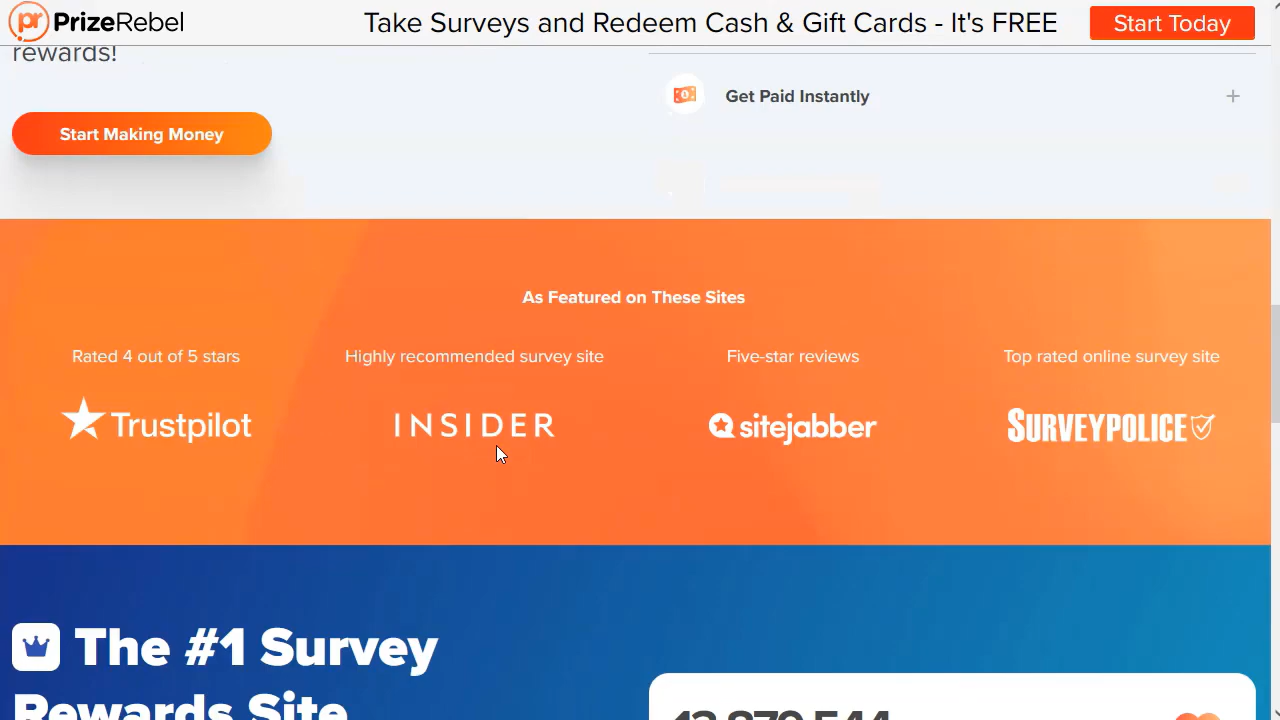 PrizeRebel
Take Surveys and Redeem Cash & Gift Cards - It's FREE
Start Today
rewards!
Start Making Money
Get Paid Instantly
As Featured on These Sites
Rated 4 out of 5 stars
Trustpilot
Highly recommended survey site
INSIDER
Five-star reviews
sitejabber
Top rated online survey site
SURVEYPOLICE
The #1 Survey
Rewards Site